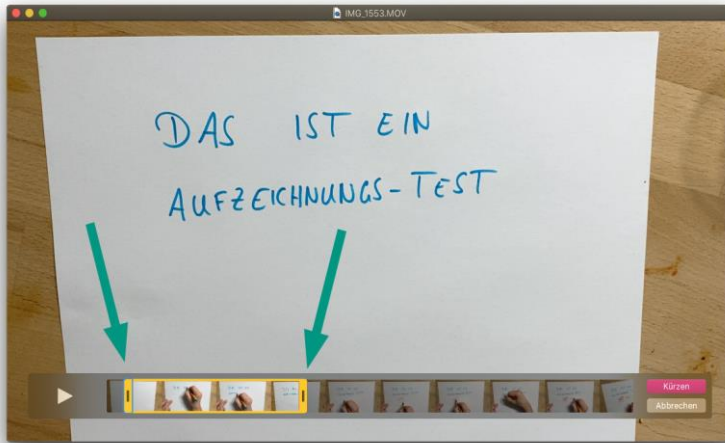 IMG_1553.MOV
DAS IST EIN
AUFZEICHNUNGS-TEST
Kürzen
Abbrechen